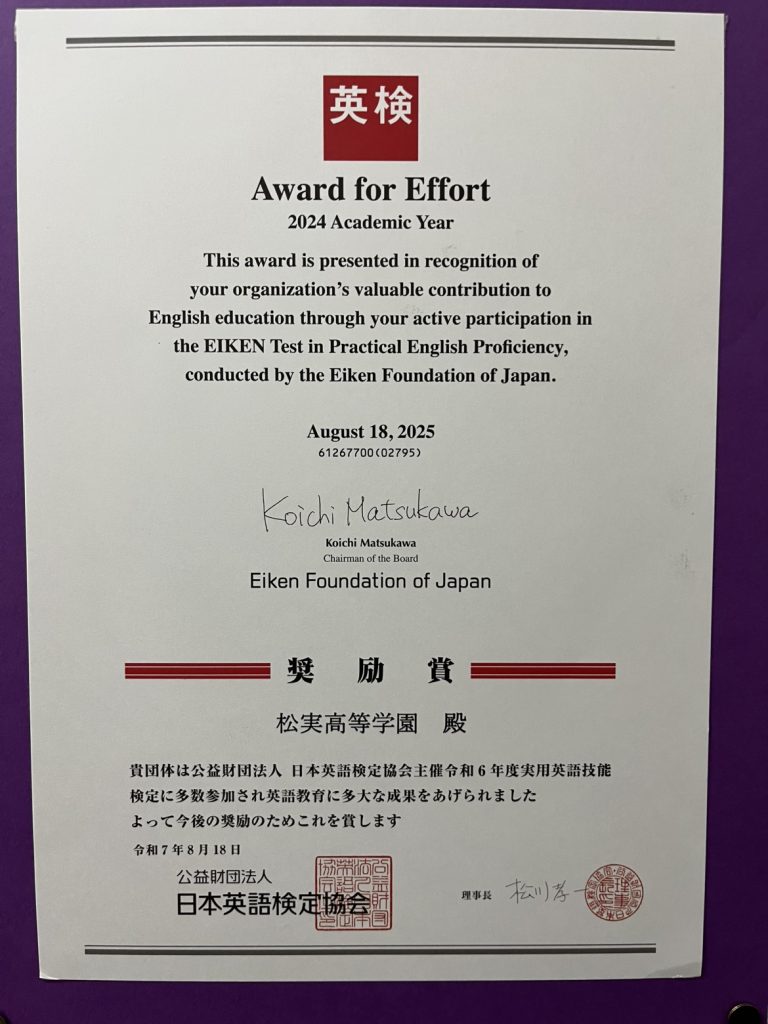 英検
Award for Effort
2024 Academic Year
This award is presented in recognition of
your organization's valuable contribution to
English education through your active participation in
the EIKEN Test in Practical English Proficiency,
conducted by the Eiken Foundation of Japan.
August 18, 2025
61267700(02795)
Koichi Matsukawa
Koichi Matsukawa
Chairman of the Board
Eiken Foundation of Japan
奨励賞
松実高等学園 殿
貴団体は公益財団法人 日本英語検定協会主催令和6年度実用英語技能
検定に多数参加され英語教育に多大な成果をあげられました
よって今後の奨励のためこれを賞します
令和7年8月18日
公益財団法人
日本英語検定協会
理事長 松川孝一